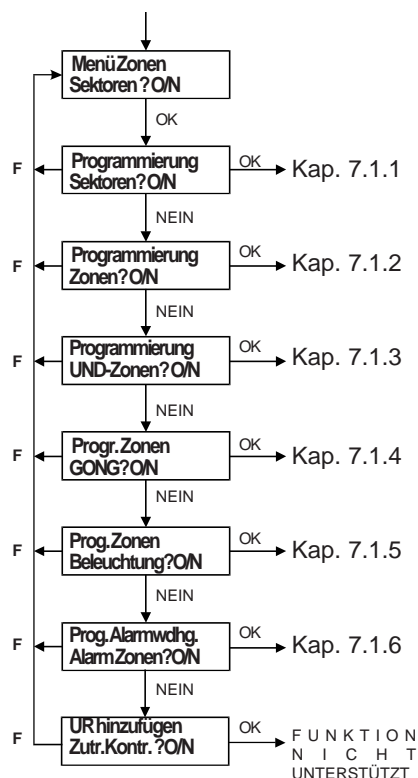 Menü Zonen
Sektoren ? O/N
OK
F
Programmierung
Sektoren? O/N
OK
Kap. 7.1.1
NEIN
F
Programmierung
Zonen? O/N
OK
Kap. 7.1.2
NEIN
F
Programmierung
UND-Zonen? O/N
OK
Kap. 7.1.3
NEIN
F
Progr. Zonen
GONG? O/N
OK
Kap. 7.1.4
NEIN
F
Prog. Zonen
Beleuchtung? O/N
OK
Kap. 7.1.5
NEIN
F
Prog. Alarmwdhg.
Alarm Zonen? O/N
OK
Kap. 7.1.6
NEIN
F
UR hinzufügen
Zutr. Kontr. ? O/N
OK
FUNKTION
NICHT
UNTERSTÜTZT